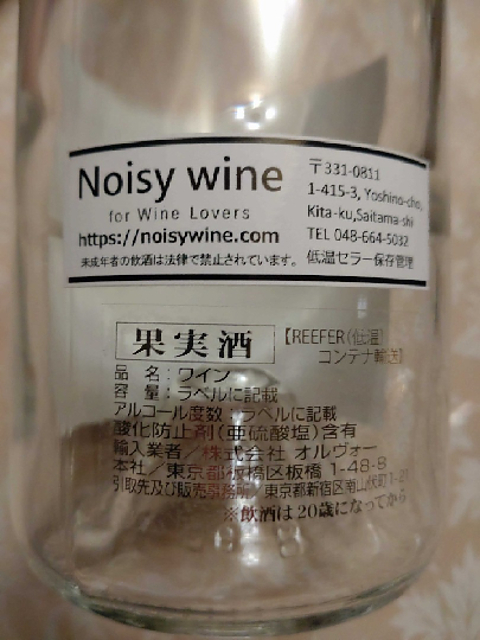 Noisy wine
for Wine Lovers
https://noisywine.com
未成年者の飲酒は法律で禁止されています。
〒331-0811
1-415-3, Yoshino-cho,
Kita-ku,Saitama-shi
TEL 048-664-5032
低温セラー保存管理
果実酒
【REEFER(低温)
コンテナ輸送】
品 名:ワイン
容 量:ラベルに記載
アルコール度数:ラベルに記載
酸化防止剤(亜硫酸塩)含有
輸入業者/株式会社 オルヴォー
本社/東京都板橋区板橋 1-48-8
引取先及び販売事務所/東京都新宿区南山伏町
※飲酒は20歳になってから